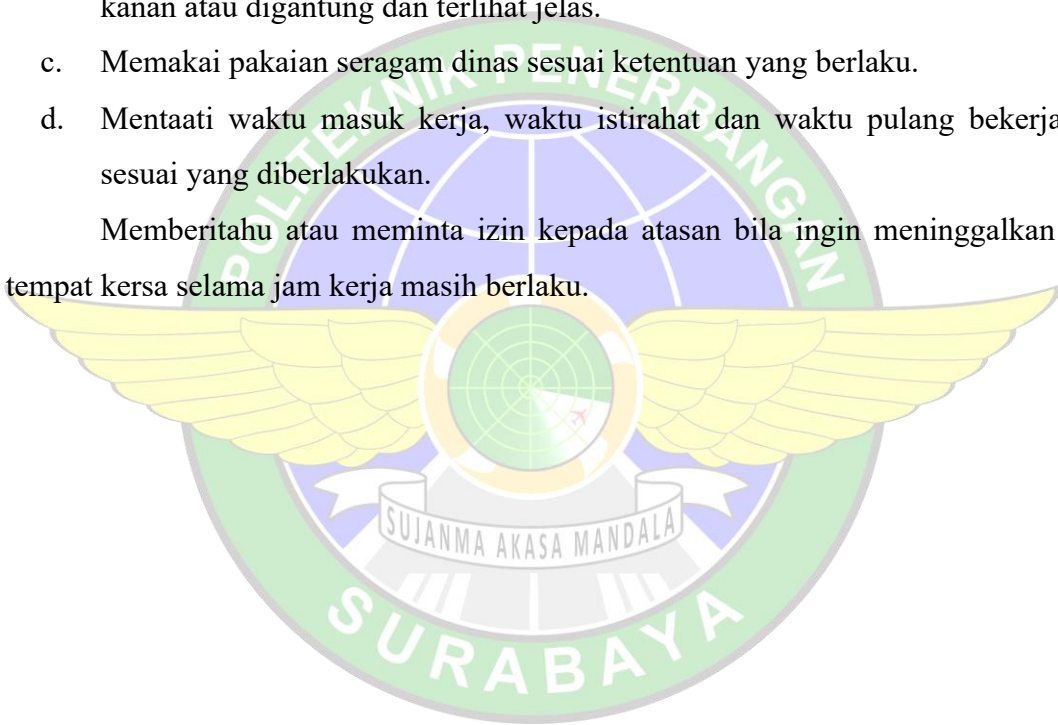 kanan atau digantung dan terlihat jelas.
c. Memakai pakaian seragam dinas sesuai ketentuan yang berlaku.
d. Mentaati waktu masuk kerja, waktu istirahat dan waktu pulang bekerja
sesuai yang diberlakukan.
Memberitahu atau meminta izin kepada atasan bila ingin meninggalkan
tempat kersa selama jam kerja masih berlaku.
POLITEKNIK PENERBANGAN
SUJANMA AKASA MANDALA
SURABAYA